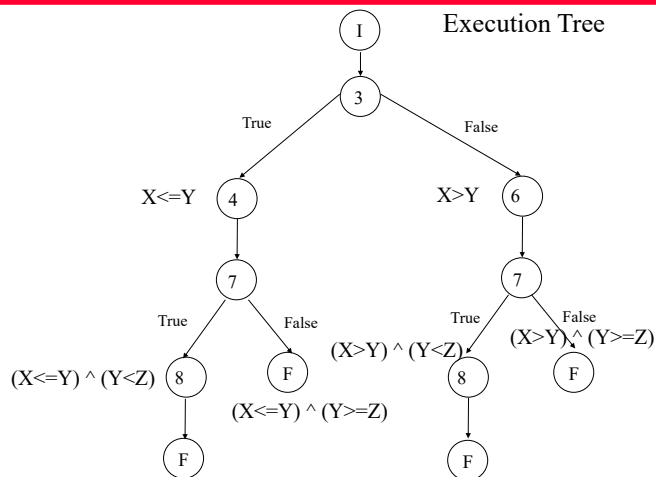 I
Execution Tree
3
True
False
X<=Y
4
X>Y
6
7
7
True
False
True
False
(X<=Y) ^ (Y<Z)
8
F
(X<=Y) ^ (Y>=Z)
(X>Y) ^ (Y<Z)
8
(X>Y) ^ (Y>=Z)
F
F
F